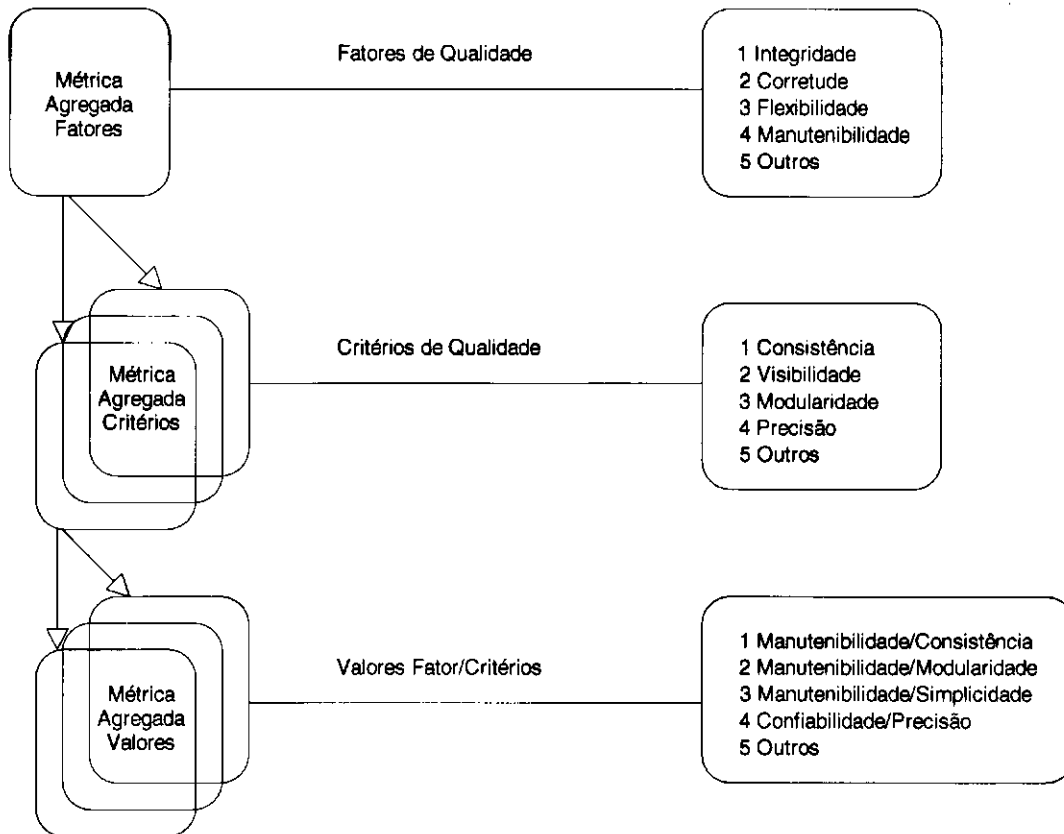 Métrica
Agregada
Fatores
Fatores de Qualidade
1 Integridade
2 Corretude
3 Flexibilidade
4 Manutenibilidade
5 Outros
Métrica
Agregada
Critérios
Critérios de Qualidade
1 Consistência
2 Visibilidade
3 Modularidade
4 Precisão
5 Outros
Métrica
Agregada
Valores
Valores Fator/Critérios
1 Manutenibilidade/Consistência
2 Manutenibilidade/Modularidade
3 Manutenibilidade/Simplicidade
4 Confiabilidade/Precisão
5 Outros